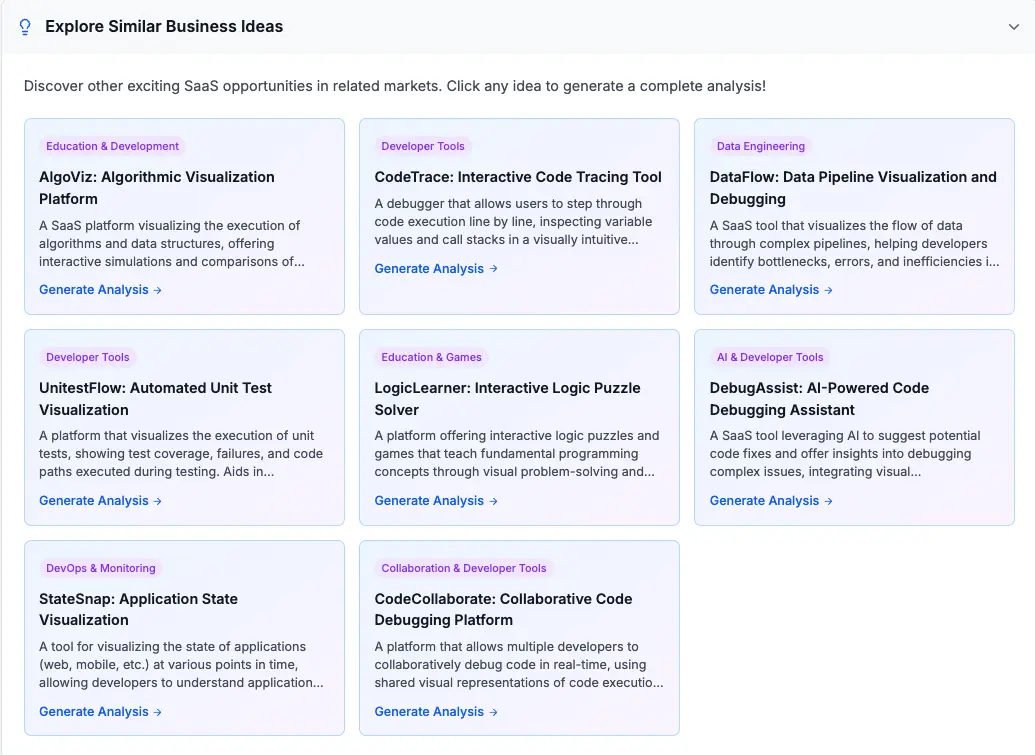 Explore Similar Business Ideas
Discover other exciting SaaS opportunities in related markets. Click any idea to generate a complete analysis!
Education & Development
AlgoViz: Algorithmic Visualization
Platform
A SaaS platform visualizing the execution of
algorithms and data structures, offering
interactive simulations and comparisons of...
Generate Analysis →
Developer Tools
CodeTrace: Interactive Code Tracing Tool
A debugger that allows users to step through
code execution line by line, inspecting variable
values and call stacks in a visually intuitive...
Generate Analysis →
Data Engineering
DataFlow: Data Pipeline Visualization and
Debugging
A SaaS tool that visualizes the flow of data
through complex pipelines, helping developers
identify bottlenecks, errors, and inefficiencies i...
Generate Analysis →
Developer Tools
UnitestFlow: Automated Unit Test
Visualization
A platform that visualizes the execution of unit
tests, showing test coverage, failures, and code
paths executed during testing. Aids in...
Generate Analysis →
Education & Games
LogicLearner: Interactive Logic Puzzle
Solver
A platform offering interactive logic puzzles and
games that teach fundamental programming
concepts through visual problem-solving and...
Generate Analysis →
AI & Developer Tools
DebugAssist: AI-Powered Code
Debugging Assistant
A SaaS tool leveraging AI to suggest potential
code fixes and offer insights into debugging
complex issues, integrating visual...
Generate Analysis →
DevOps & Monitoring
StateSnap: Application State
Visualization
A tool for visualizing the state of applications
(web, mobile, etc.) at various points in time,
allowing developers to understand application...
Generate Analysis →
Collaboration & Developer Tools
CodeCollaborate: Collaborative Code
Debugging Platform
A platform that allows multiple developers to
collaboratively debug code in real-time, using
shared visual representations of code executio...
Generate Analysis →